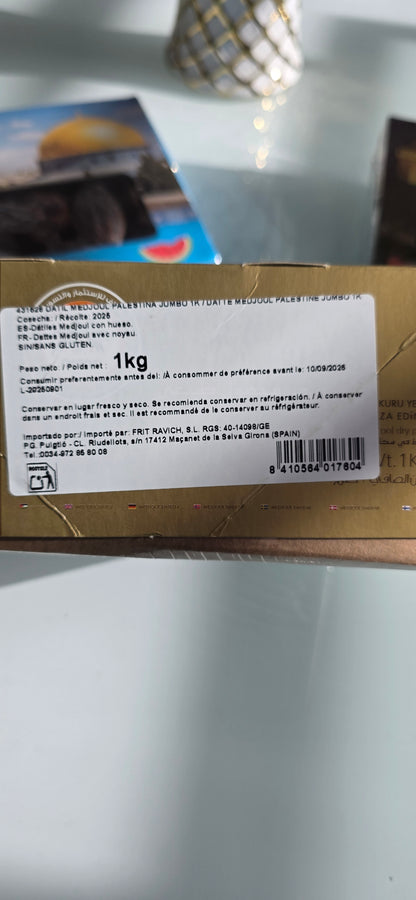 431628 DATIL MEDJOUL PALESTINA JUMBO 1K / DATTE MEDJOUL PALESTINE JUMBO 1K
Cosecha: / Récolte: 2025
ES-Dátiles Medjoul con hueso.
FR- Dattes Medjoul avec noyau.
SIN/SANS GLUTEN.
Peso neto: / Poids net : 1kg
Consumir preferentemente antes del: /À consommer de préférence avant le: 10/09/2026
L-20250901
Conservar en lugar fresco y seco. Se recomienda conservar en refrigeración. / À conserver
dans un endroit frais et sec. Il est recommandé de le conserver au réfrigérateur.
Importado por:/ Importé par: FRIT RAVICH, S.L. RGS: 40-14098/GE
PG. Puigtió - CL. Riudellots, s/n 17412 Maçanet de la Selva Girona (SPAIN)
Tel.:0034-972 86 80 08
8 410564 017604
KURU